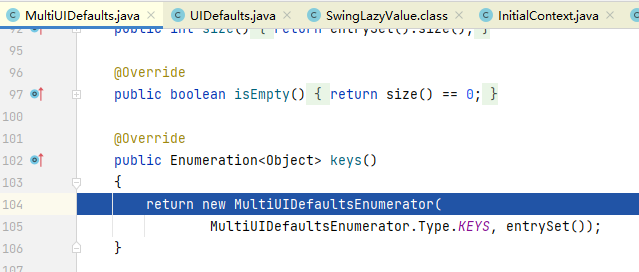 MultiUIDefaults.java × UIDefaults.java × SwingLazyValue.class × InitialContext.java ×
92 public int size() { return entrySet().size(); }
95
96 @Override
97 public boolean isEmpty() { return size() == 0; }
100
101 @Override
102 public Enumeration<Object> keys()
103 {
104 return new MultiUIDefaultsEnumerator(
105 MultiUIDefaultsEnumerator.Type.KEYS, entrySet());
106 }
107